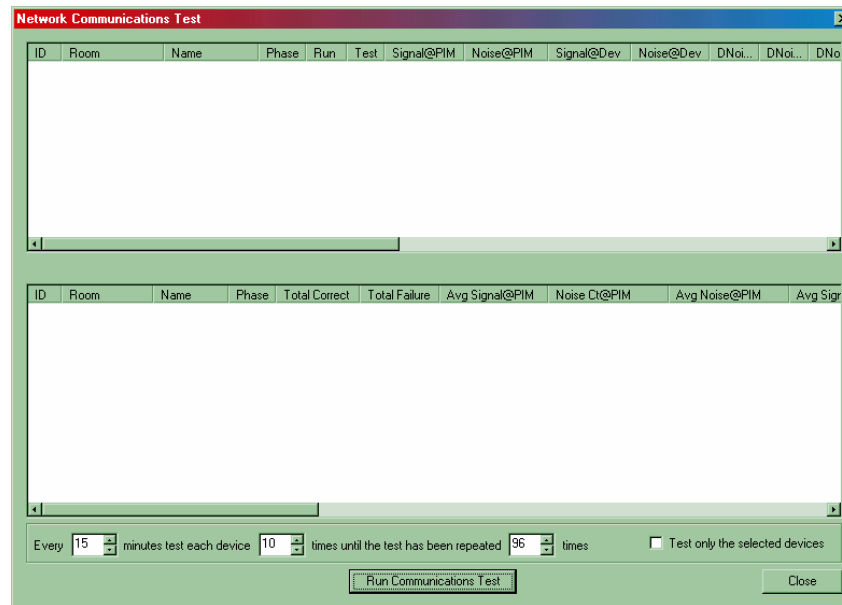 Network Communications Test
ID Room Name Phase Run Test Signal@PIM Noise@PIM Signal@Dev Noise@Dev DNoi... DNoi... DNo
ID Room Name Phase Total Correct Total Failure Avg Signal@PIM Noise Ct@PIM Avg Noise@PIM Avg Sigr
Every 15 minutes test each device 10 times until the test has been repeated 96 times Test only the selected devices
Run Communications Test Close